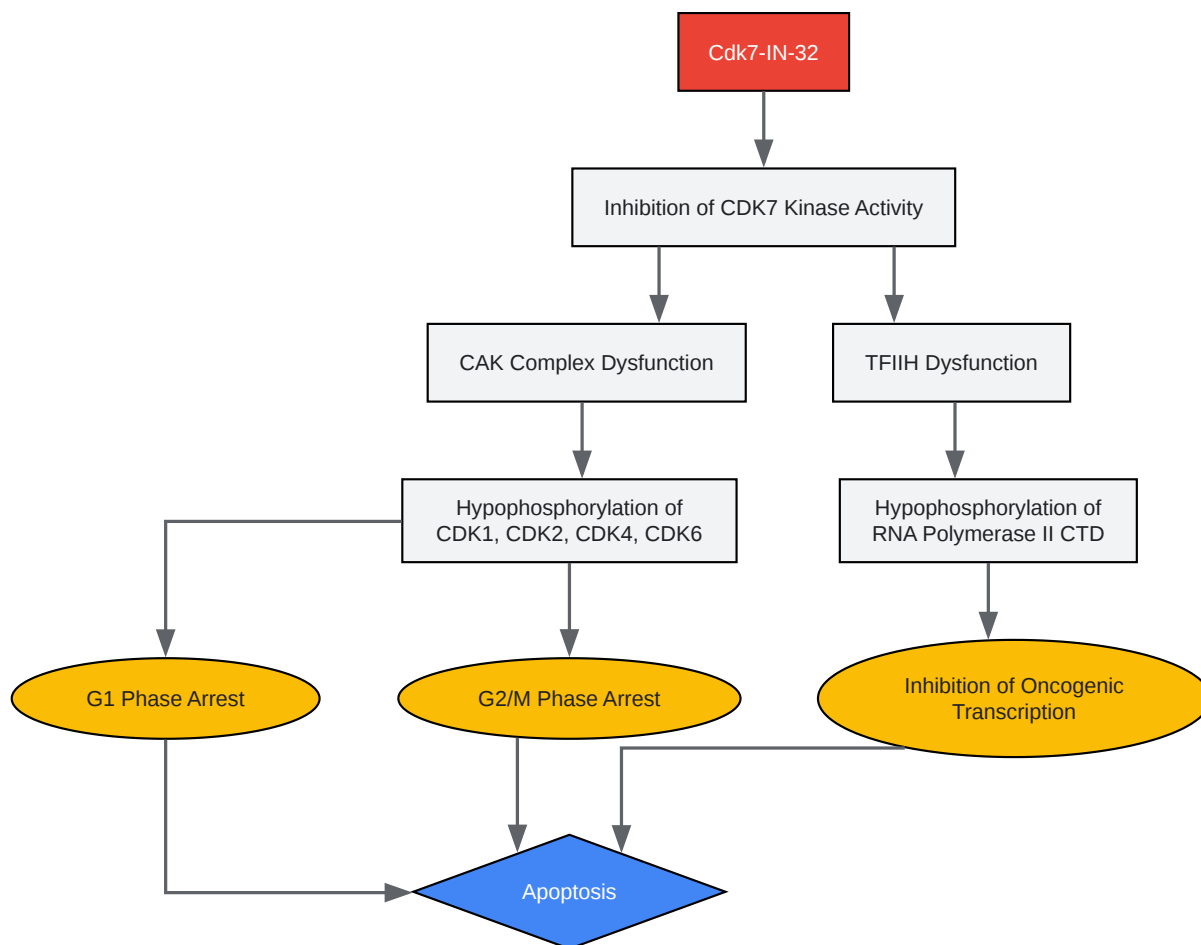 Cdk7-IN-32
Inhibition of CDK7 Kinase Activity
CAK Complex Dysfunction
TFIIH Dysfunction
Hypophosphorylation of
CDK1, CDK2, CDK4, CDK6
Hypophosphorylation of
RNA Polymerase II CTD
G1 Phase Arrest
G2/M Phase Arrest
Inhibition of Oncogenic
Transcription
Apoptosis